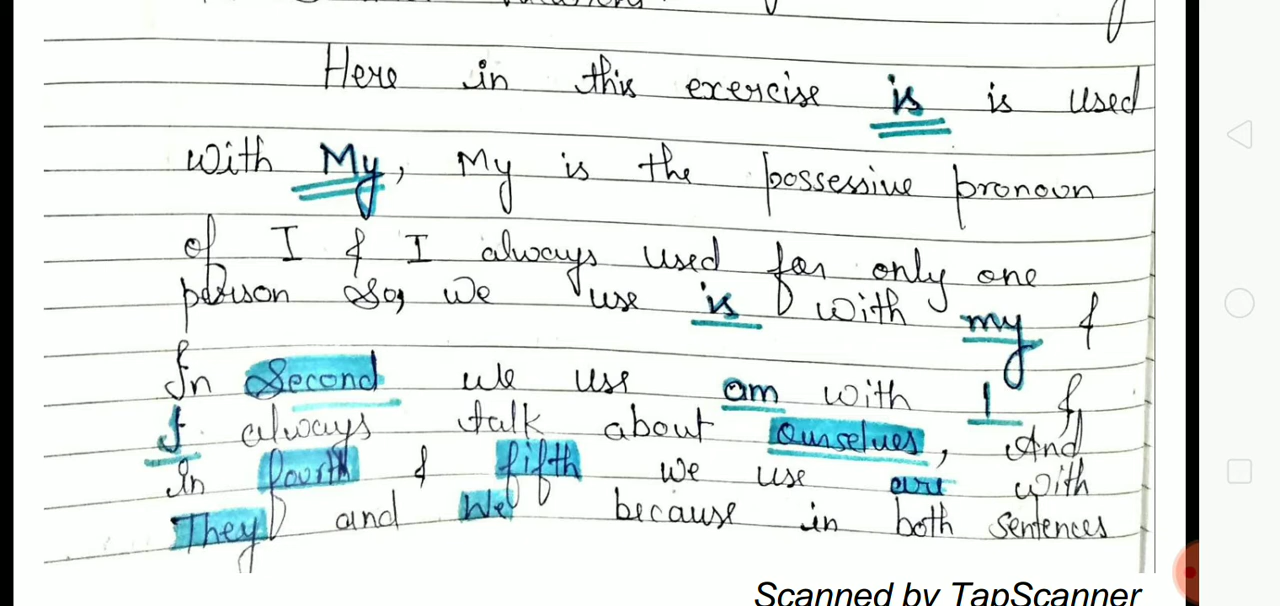 Here in this exercise is is used
with My, My is the possessive pronoun
of I & I always used for only one
person So, we use is with my &
In Second we use am with I &
I always talk about ourselves, And
in fourth & fifth we use are with
They and We because in both sentences
Scanned by TapScanner